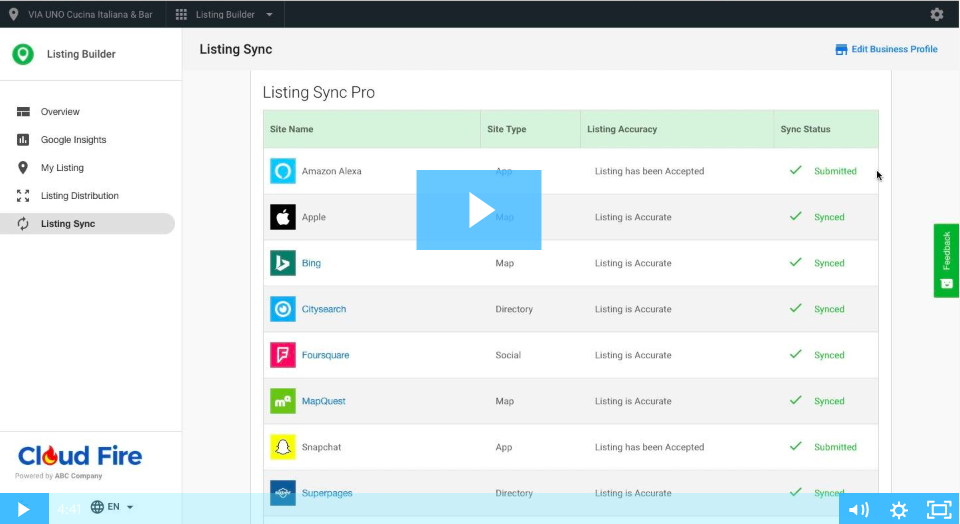 VIA UNO Cucina Italiana & Bar
Listing Builder
Listing Builder
Listing Sync
Edit Business Profile
Overview
Google Insights
My Listing
Listing Distribution
Listing Sync
Listing Sync Pro
Site Name Site Type Listing Accuracy Sync Status
Amazon Alexa App Listing has been Accepted Submitted
Apple Map Listing is Accurate Synced
Bing Map Listing is Accurate Synced
Citysearch Directory Listing is Accurate Synced
Foursquare Social Listing is Accurate Synced
MapQuest Map Listing is Accurate Synced
Snapchat App Listing has been Accepted Submitted
Superpages Directory Listing is Accurate Synced
Feedback
Cloud Fire
Powered by ABC Company
4:41
EN